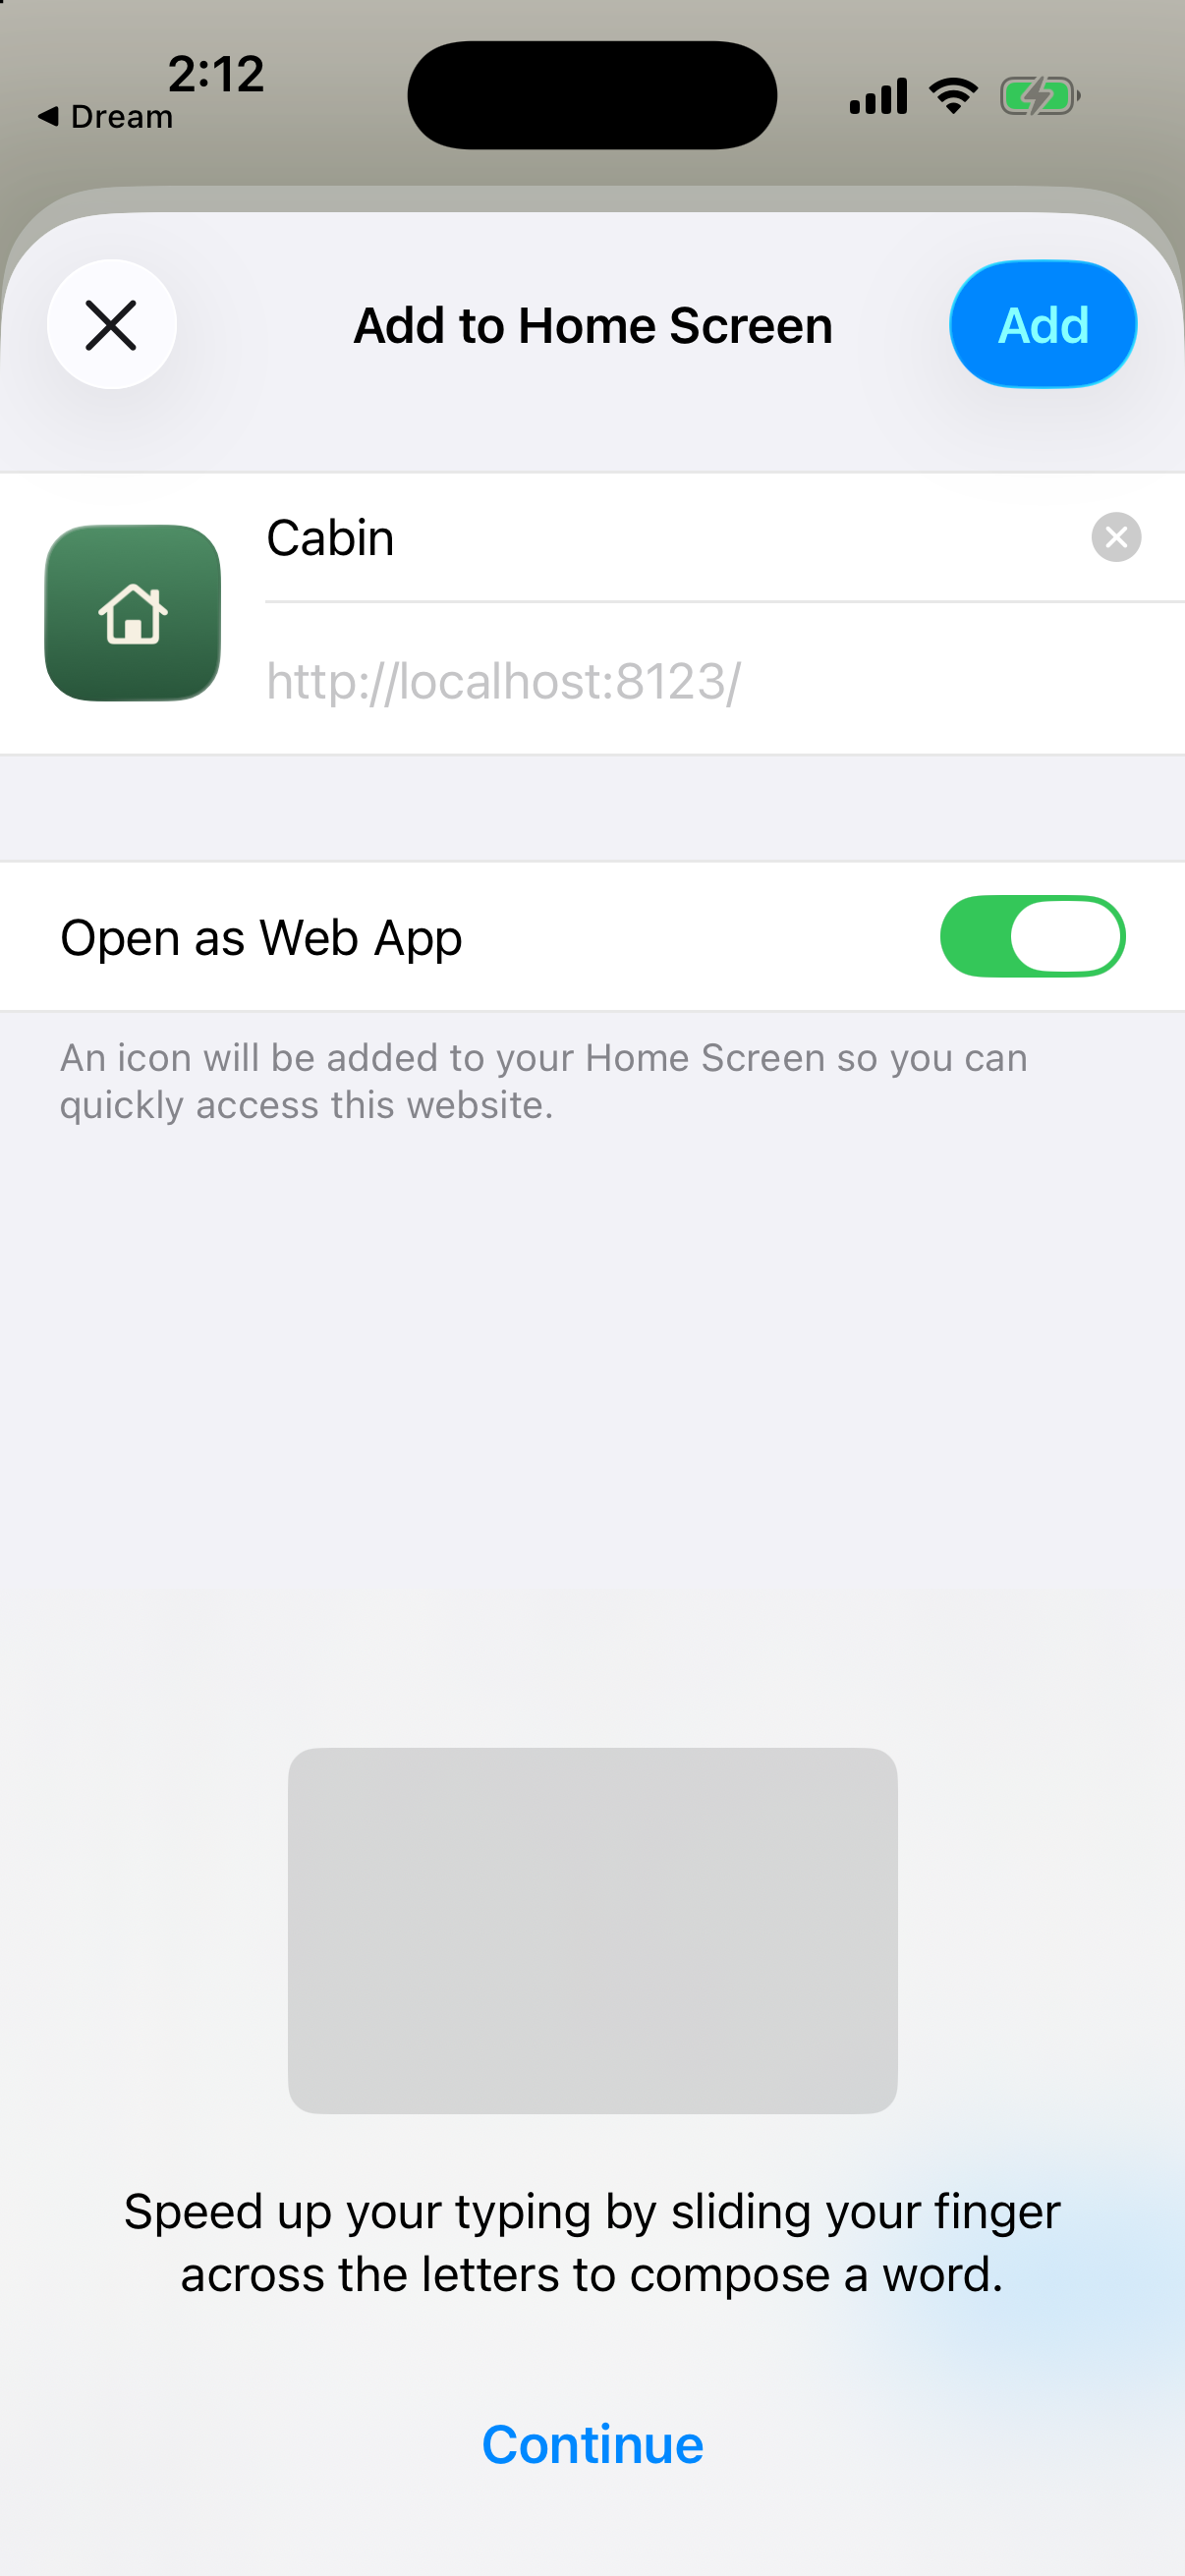 2:12
◀ Dream
Add to Home Screen
Add
Cabin
http://localhost:8123/
Open as Web App
An icon will be added to your Home Screen so you can
quickly access this website.
Speed up your typing by sliding your finger
across the letters to compose a word.
Continue